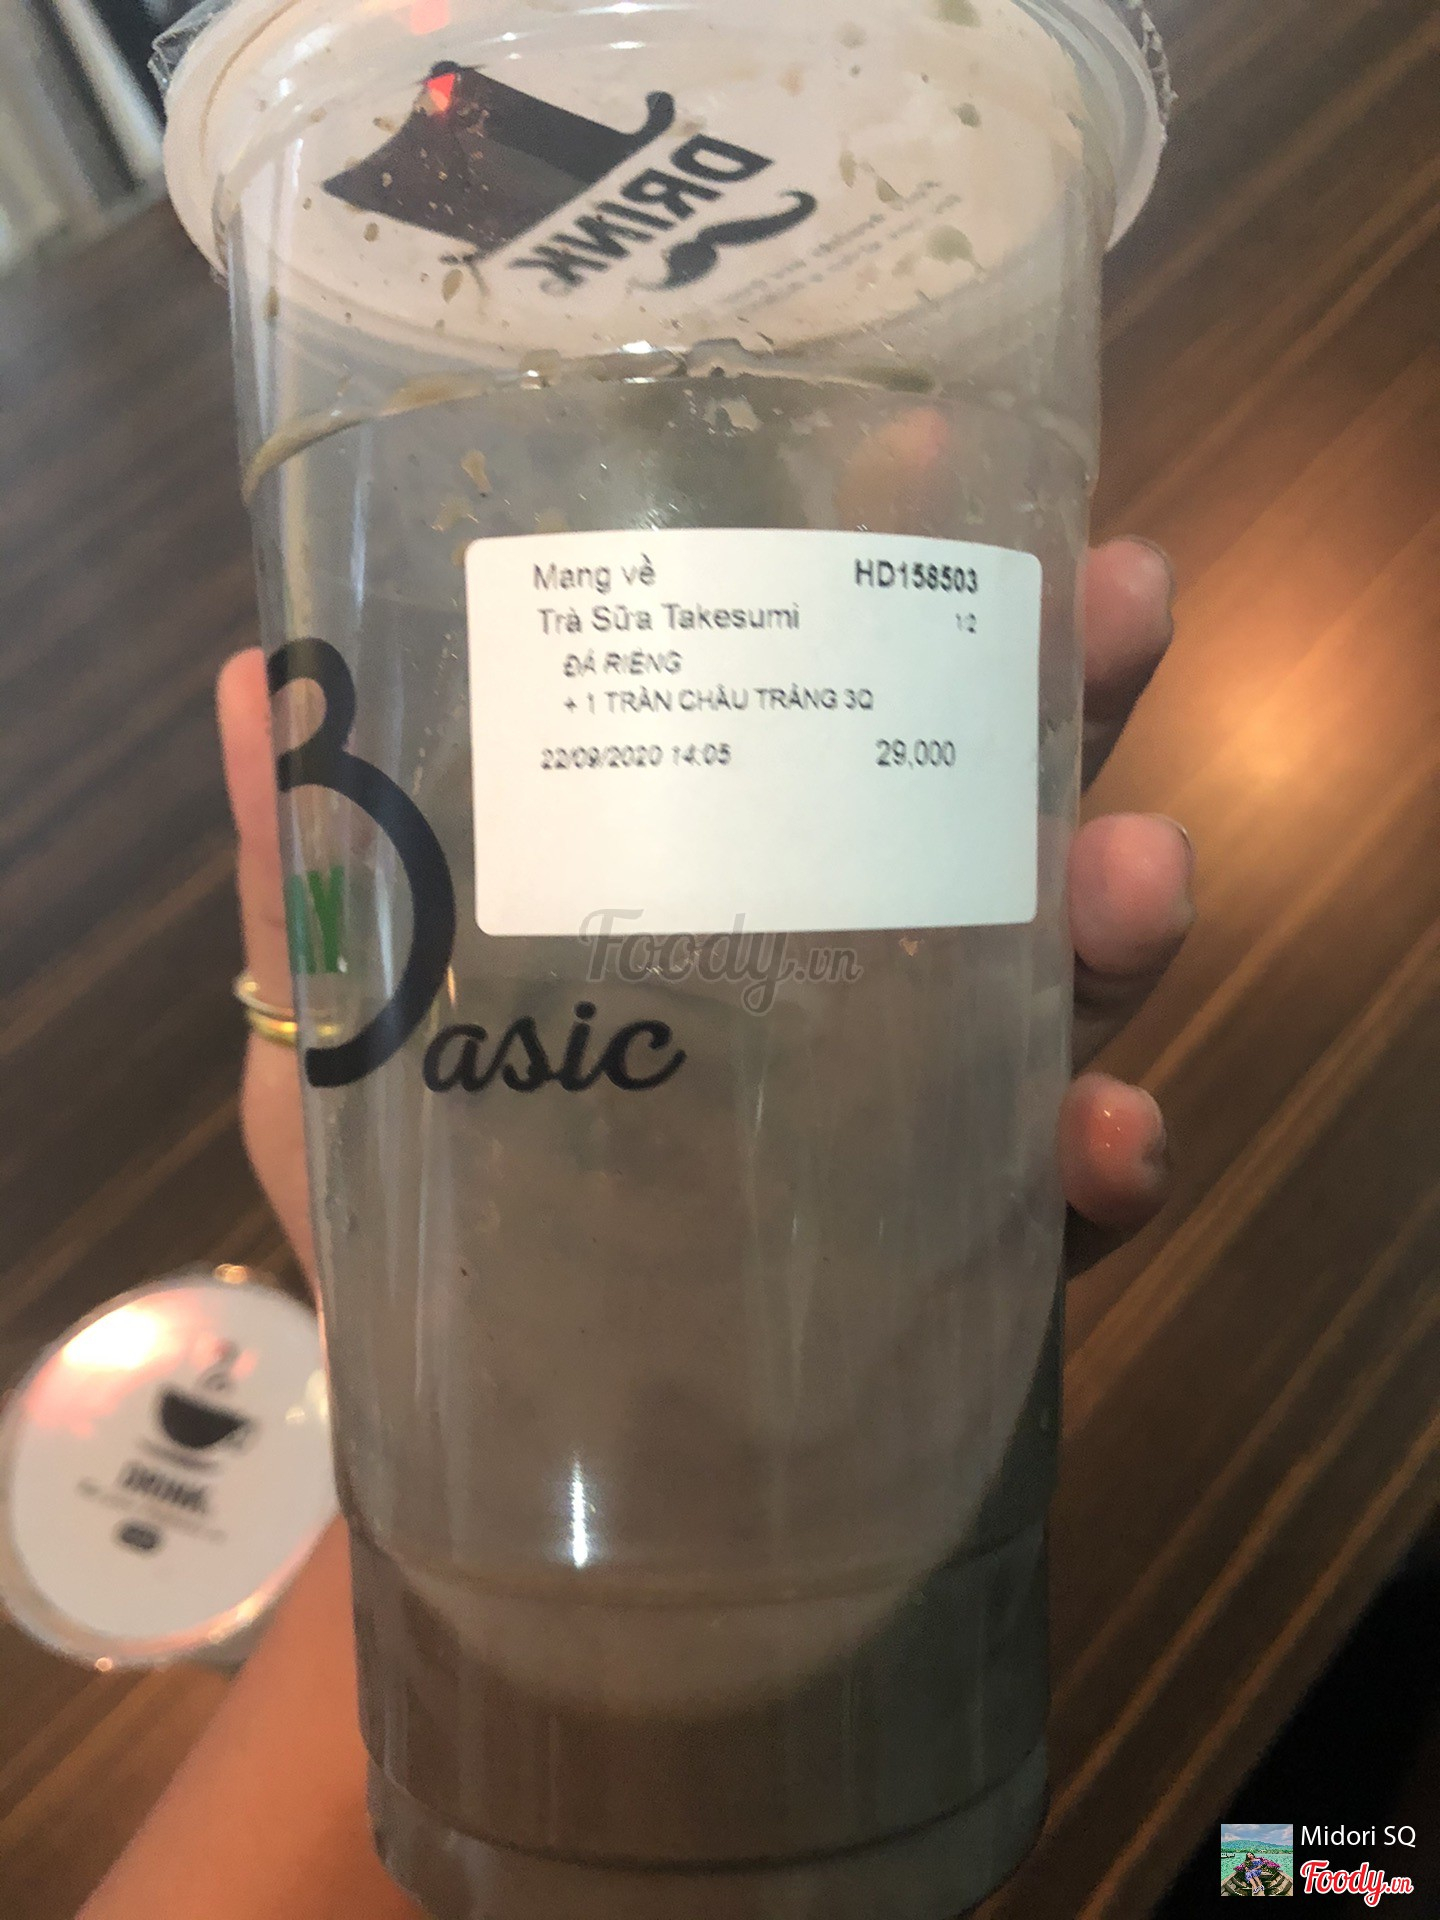 DRINK
Mang về HD158503
Trà Sữa Takesumi 1/2
ĐÁ RIÊNG
+ 1 TRÂN CHÂU TRẮNG 3Q
22/09/2020 14:05 29,000
Foody.vn
Basic
DRINK
Midori SQ
Foody.vn